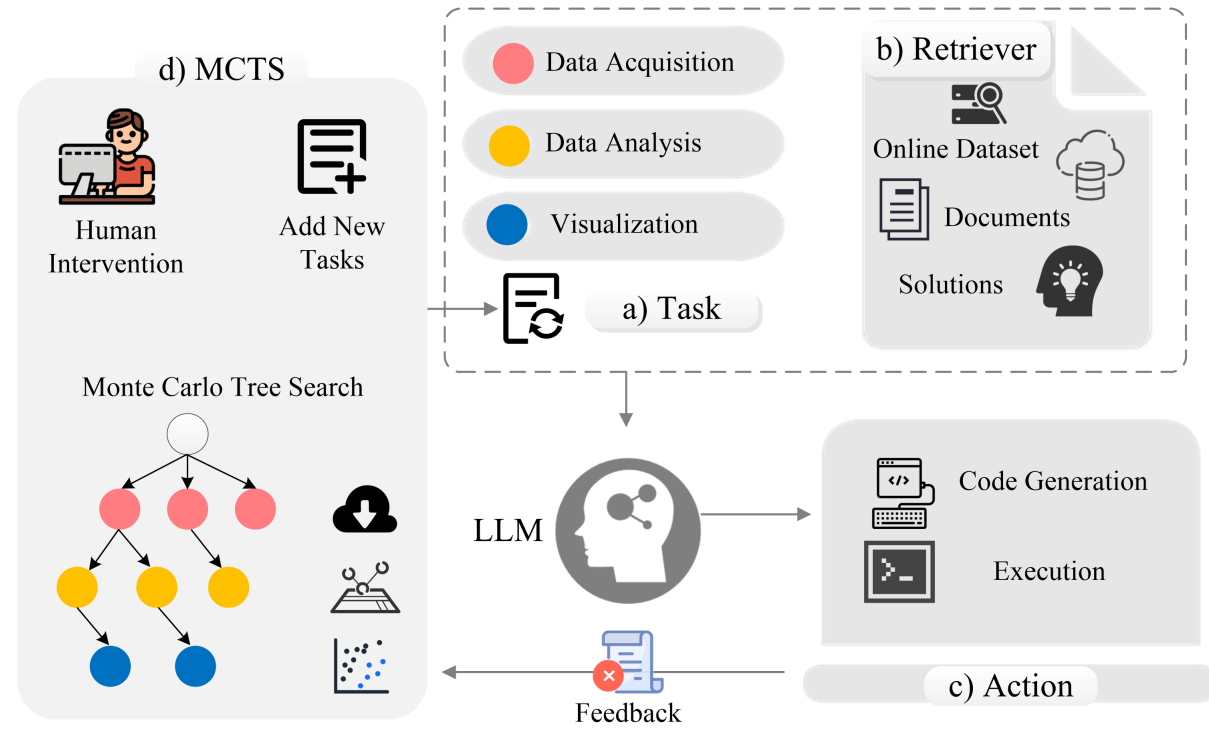 d) MCTS
Human
Intervention
Add New
Tasks
Monte Carlo Tree Search
Data Acquisition
Data Analysis
Visualization
a) Task
b) Retriever
Online Dataset
Documents
Solutions
LLM
</>
Code Generation
>_
Execution
c) Action
Feedback